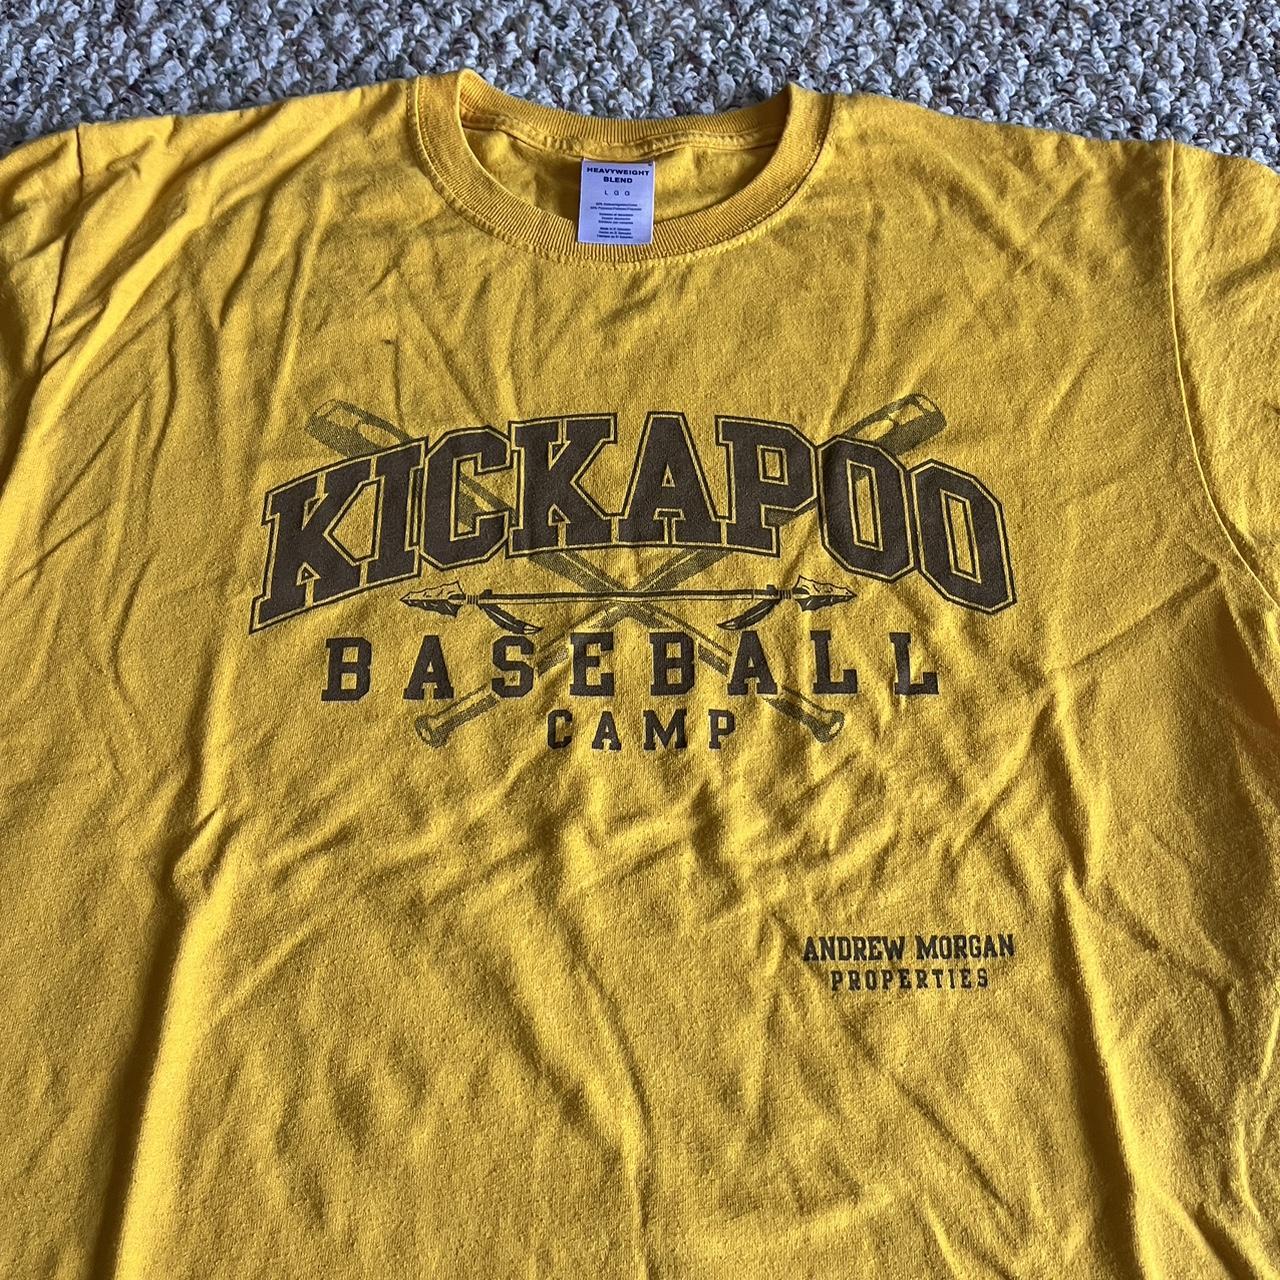 HEAVYWEIGHT
BLEND
L G G
KICKAPOO
BASEBALL
CAMP
ANDREW MORGAN
PROPERTIES